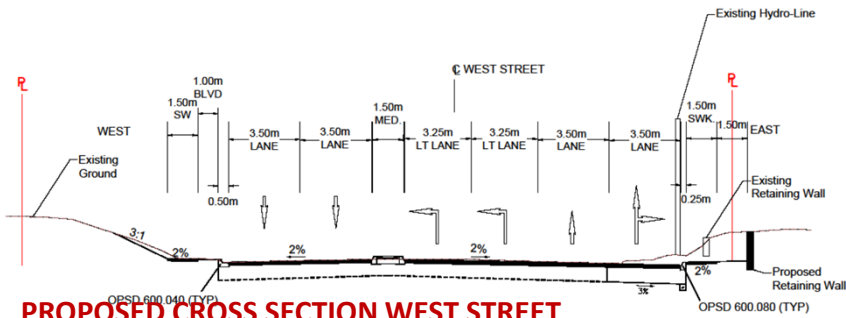 Existing Hydro-Line
℄ WEST STREET
PL
PL
1.00m
BLVD
1.50m
SW
1.50m
MED.
1.50m
SWK.
1.50m
WEST
EAST
3.50m
LANE
3.50m
LANE
3.25m
LT LANE
3.25m
LT LANE
3.50m
LANE
3.50m
LANE
Existing
Ground
0.50m
0.25m
Existing
Retaining Wall
3:1
2%
2%
2%
2%
3%
Proposed
Retaining Wall
OPSD 600.040 (TYP)
OPSD 600.080 (TYP)
PROPOSED CROSS SECTION WEST STREET